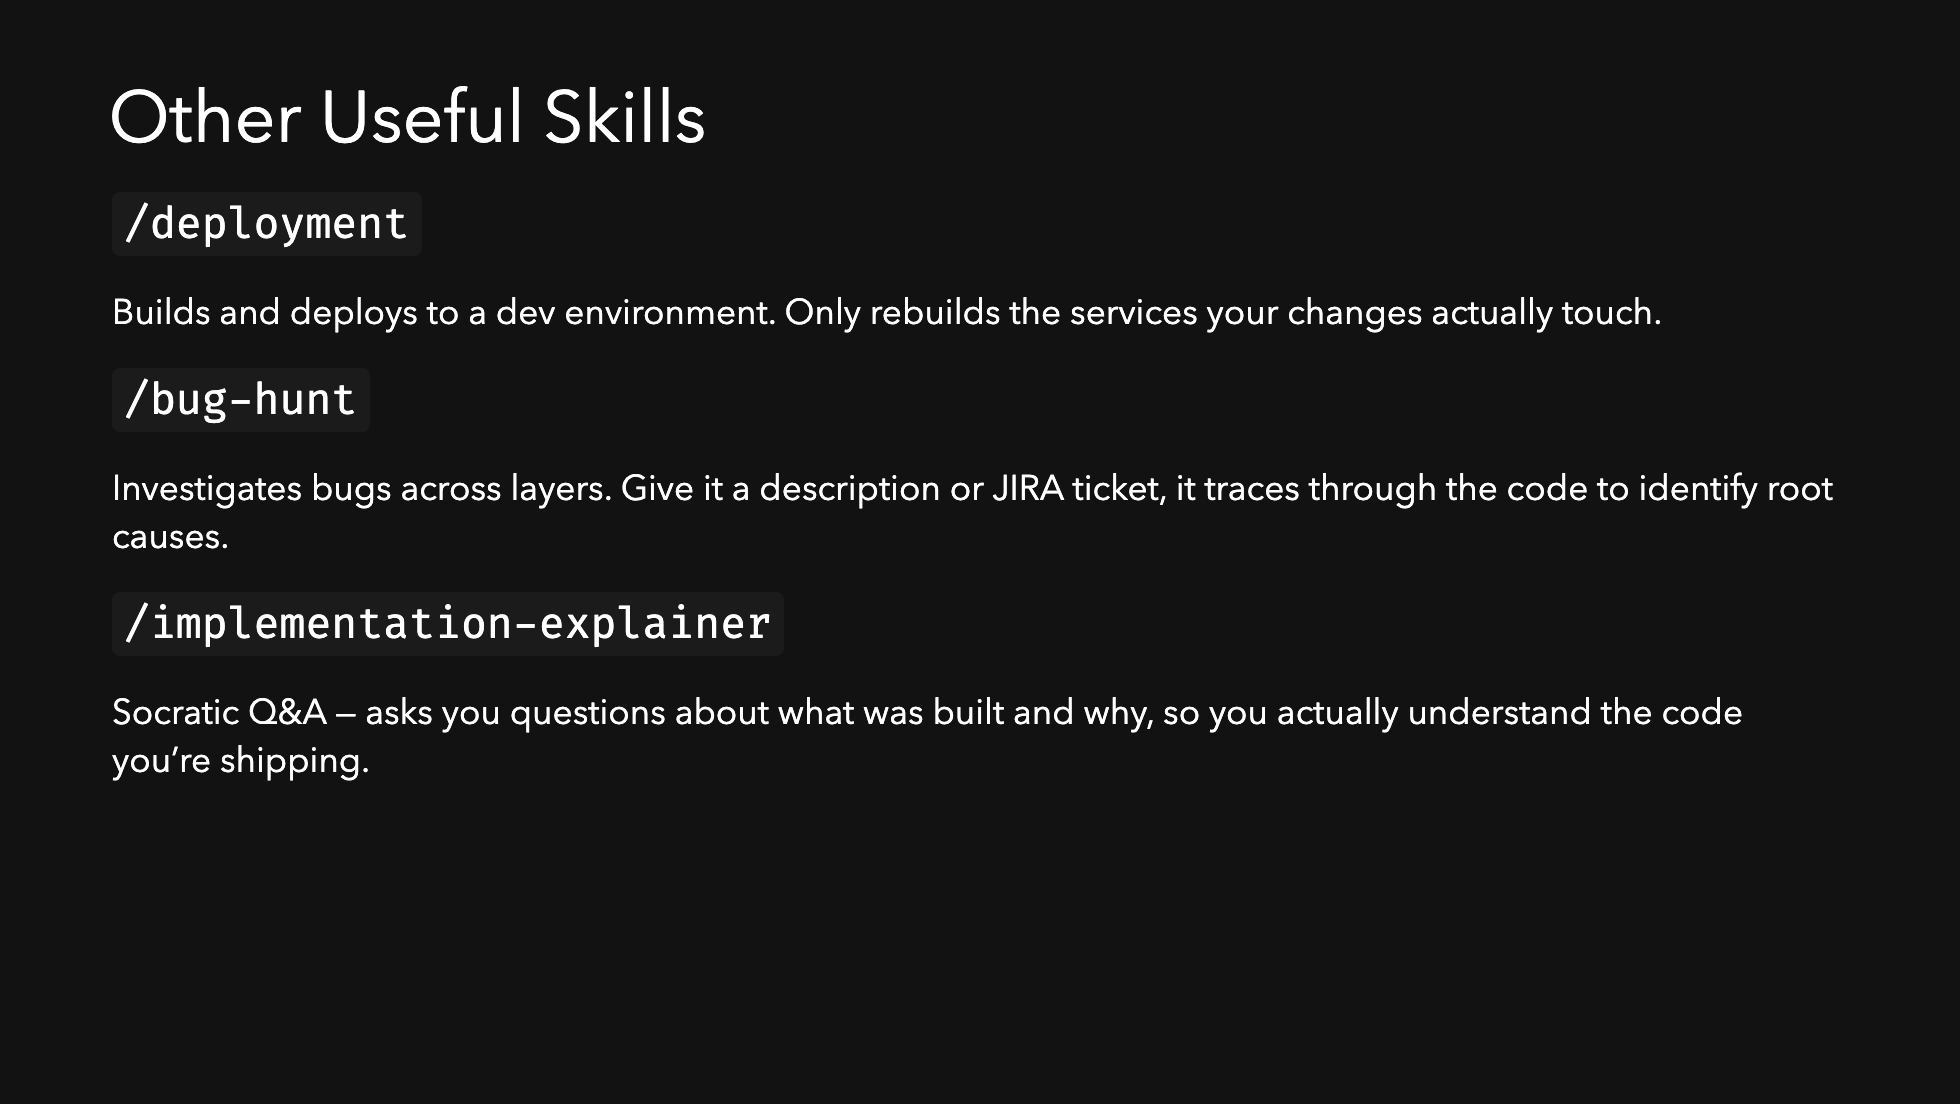 Other Useful Skills
/deployment
Builds and deploys to a dev environment. Only rebuilds the services your changes actually touch.
/bug-hunt
Investigates bugs across layers. Give it a description or JIRA ticket, it traces through the code to identify root
causes.
/implementation-explainer
Socratic Q&A – asks you questions about what was built and why, so you actually understand the code
you’re shipping.